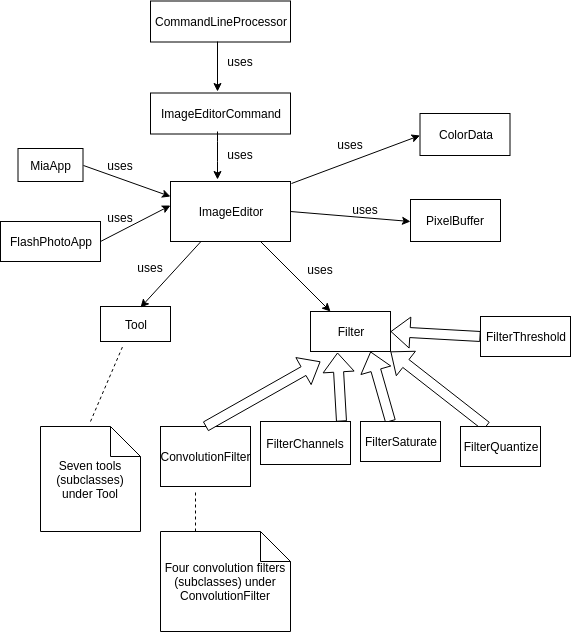 CommandLineProcessor
uses
ImageEditorCommand
uses
uses
ColorData
MiaApp
uses
ImageEditor
uses
PixelBuffer
FlashPhotoApp
uses
uses
uses
Tool
Filter
FilterThreshold
ConvolutionFilter
FilterChannels
FilterSaturate
FilterQuantize
Seven tools
(subclasses)
under Tool
Four convolution filters
(subclasses) under
ConvolutionFilter